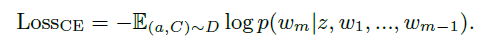 Loss_CE = −𝔼_(a,C)∼D log p(w_m|z, w_1, ..., w_{m−1}).